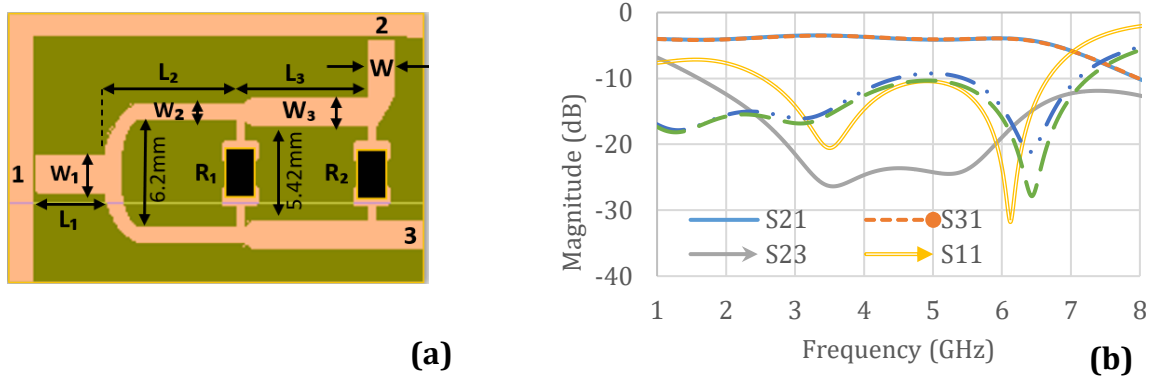 2
L₂
L₃
W
W₂
W₃
1
W₁
6.2mm
R₁
5.42mm
R₂
L₁
3
(a)
0
-10
-20
-30
-40
Magnitude (dB)
S21
S31
S23
S11
1 2 3 4 5 6 7 8
Frequency (GHz)
(b)